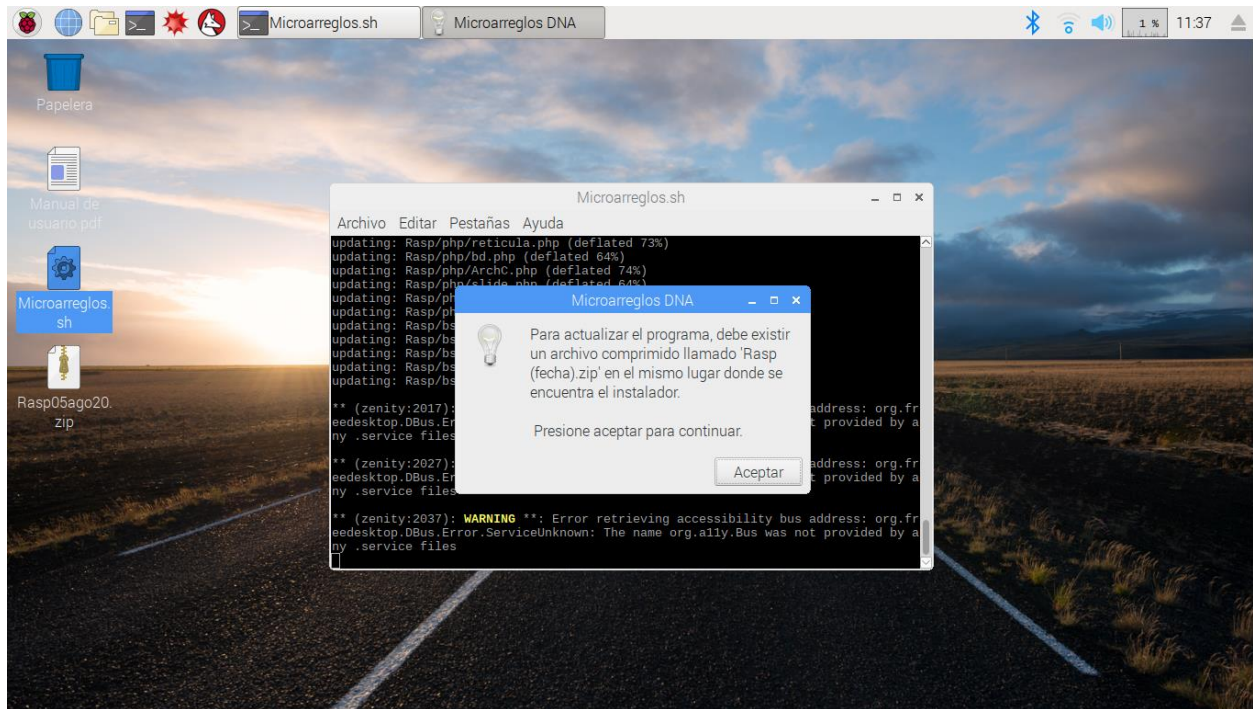 Microarreglos.sh
Microarreglos DNA
1 %
11:37
Papelera
Manual de
usuario.pdf
Microarreglos.
sh
Rasp05ago20.
zip
Microarreglos.sh
Archivo Editar Pestañas Ayuda
updating: Rasp/php/reticula.php (deflated 73%)
updating: Rasp/php/bd.php (deflated 64%)
updating: Rasp/php/ArchC.php (deflated 74%)
updating: Rasp/php/slide.php (deflated 64%)
updating: Rasp/ph
updating: Rasp/ph
updating: Rasp/bs
updating: Rasp/bs
updating: Rasp/bs
updating: Rasp/bs
updating: Rasp/bs
** (zenity:2017): address: org.fr
eedesktop.DBus.Er t provided by a
ny .service files
** (zenity:2027): address: org.fr
eedesktop.DBus.Er t provided by a
ny .service files
** (zenity:2037): WARNING **: Error retrieving accessibility bus address: org.fr
eedesktop.DBus.Error.ServiceUnknown: The name org.a11y.Bus was not provided by a
ny .service files
Microarreglos DNA
Para actualizar el programa, debe existir
un archivo comprimido llamado 'Rasp
(fecha).zip' en el mismo lugar donde se
encuentra el instalador.
Presione aceptar para continuar.
Aceptar